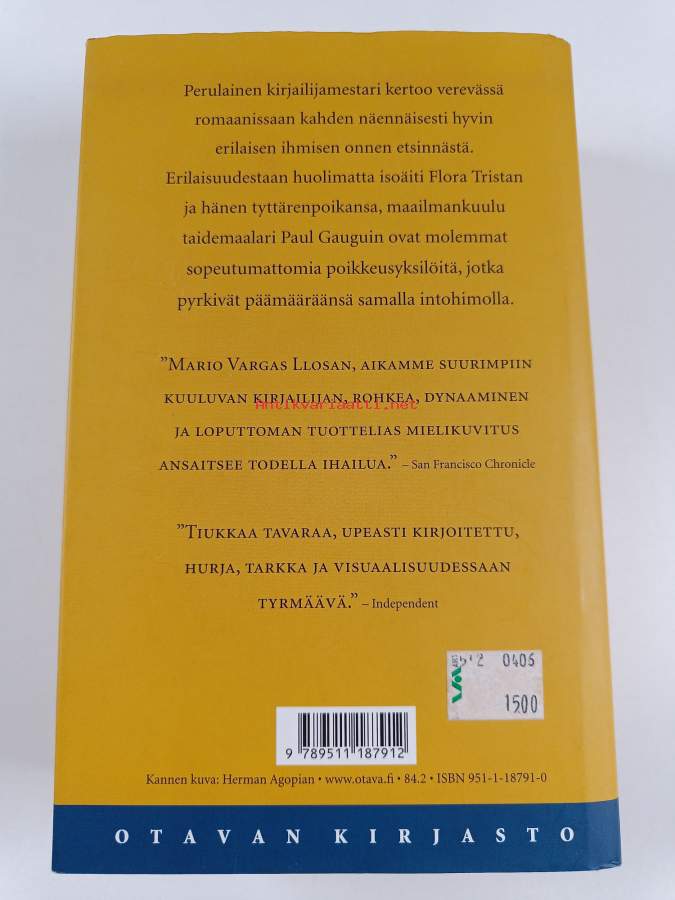 Perulainen kirjailijamestari kertoo verevässä
romaanissaan kahden näennäisesti hyvin
erilaisen ihmisen onnen etsinnästä.
Erilaisuudestaan huolimatta isoäiti Flora Tristan
ja hänen tyttärenpoikansa, maailmankuulu
taidemaalari Paul Gauguin ovat molemmat
sopeutumattomia poikkeusyksilöitä, jotka
pyrkivät päämääräänsä samalla intohimolla.
”Mario Vargas Llosan, aikamme suurimpiin
kuuluvan kirjailijan, rohkea, dynaaminen
Antikvariaatti.net
ja loputtoman tuottelias mielikuvitus
ansaitsee todella ihailua.” – San Francisco Chronicle
”Tiukkaa tavaraa, upeasti kirjoitettu,
hurja, tarkka ja visuaalisuudessaan
tyrmäävä.” – Independent
0406
1500
9 789511 187912
Kannen kuva: Herman Agopian • www.otava.fi • 84.2 • ISBN 951-1-18791-0
OTAVAN KIRJASTO